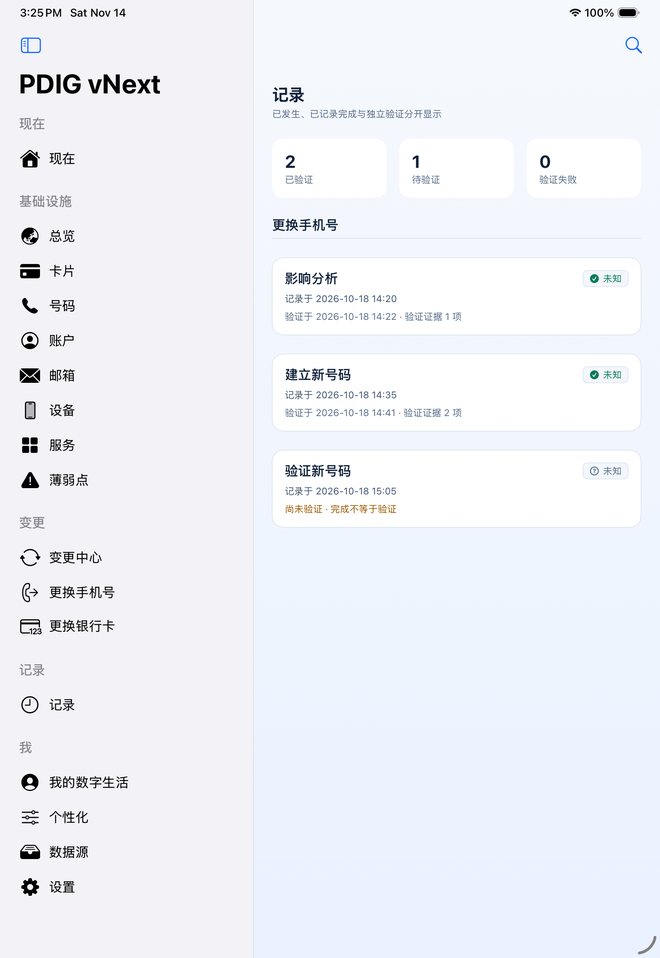 3:25 PM Sat Nov 14
100%
PDIG vNext
现在
现在
基础设施
总览
卡片
号码
账户
邮箱
设备
服务
薄弱点
变更
变更中心
更换手机号
123
更换银行卡
记录
记录
我
我的数字生活
个性化
数据源
设置
记录
已发生、已记录完成与独立验证分开显示
2
已验证
1
待验证
0
验证失败
更换手机号
影响分析
未知
记录于 2026-10-18 14:20
验证于 2026-10-18 14:22 · 验证证据 1 项
建立新号码
未知
记录于 2026-10-18 14:35
验证于 2026-10-18 14:41 · 验证证据 2 项
验证新号码
未知
记录于 2026-10-18 15:05
尚未验证 · 完成不等于验证